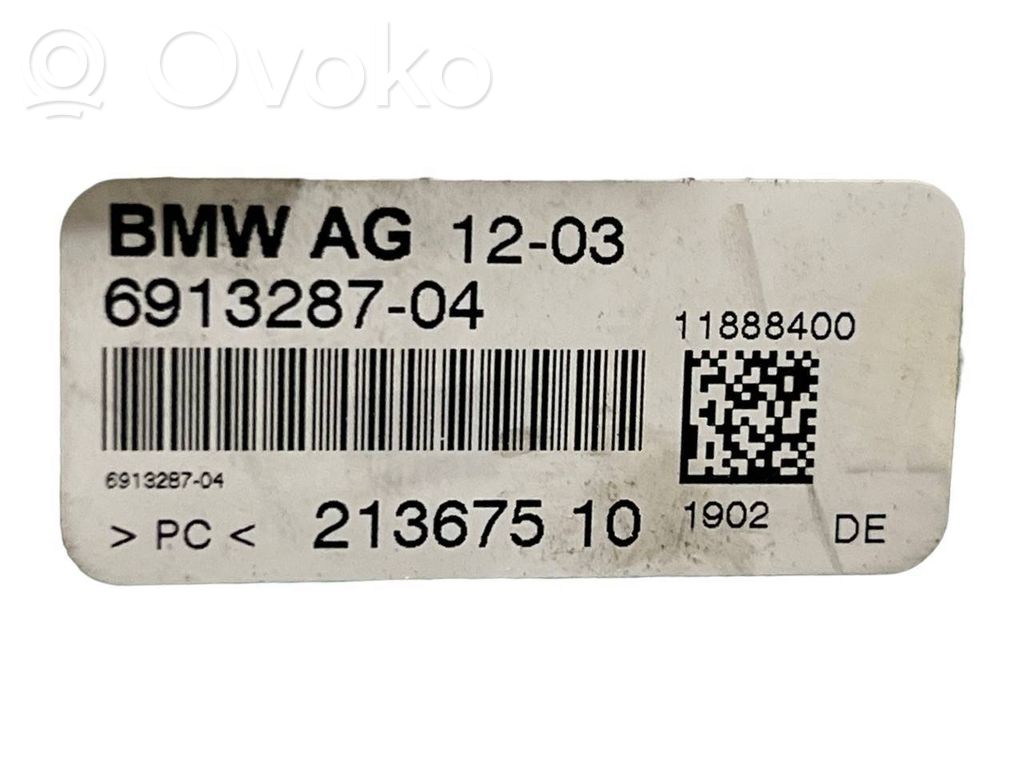 Ovoko
BMW AG 12-03
6913287-04
11888400
6913287-04
> PC < 213675 10
1902
DE